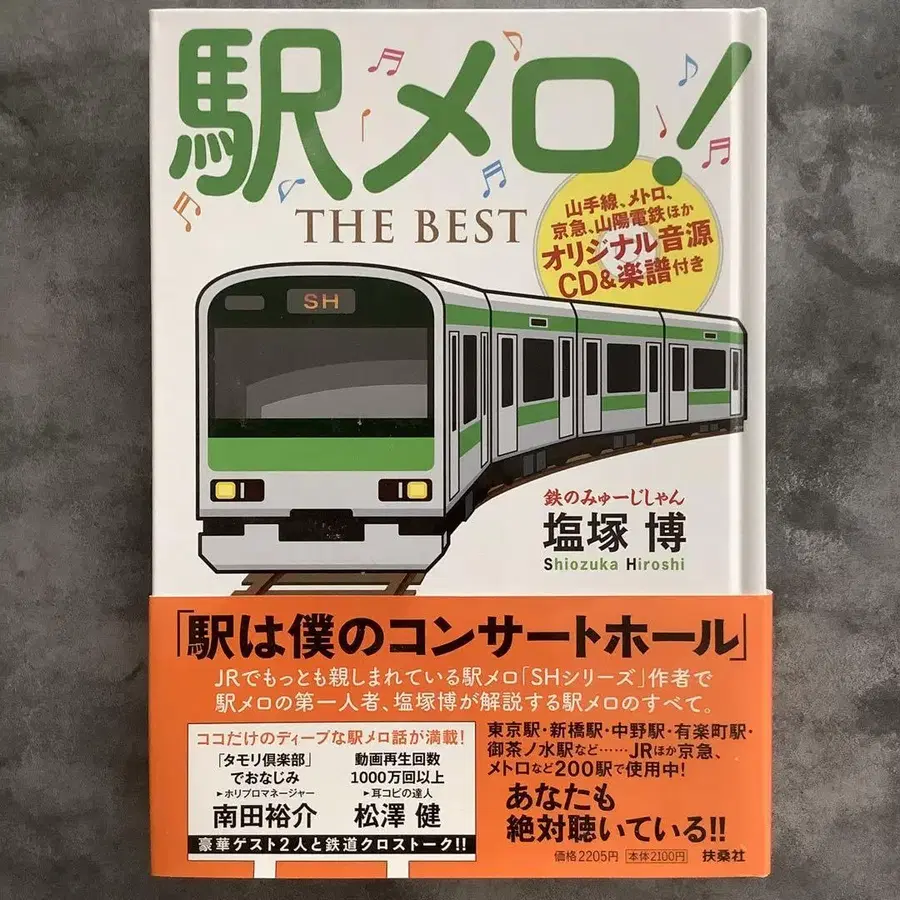 駅メロ!
THE BEST
山手線、メトロ、
京急、山陽電鉄ほか
オリジナル音源
CD&楽譜付き
SH
鉄のみゅーじしゃん
塩塚 博
Shiozuka Hiroshi
「駅は僕のコンサートホール」
JRでもっとも親しまれている駅メロ「SHシリーズ」作者で
駅メロの第一人者、塩塚博が解説する駅メロのすべて。
ココだけのディープな駅メロ話が満載!
「タモリ倶楽部」
でおなじみ
▶ホリプロマネージャー
南田裕介
動画再生回数
1000万回以上
▶耳コピの達人
松澤 健
豪華ゲスト2人と鉄道クロストーク!!
東京駅・新橋駅・中野駅・有楽町駅・
御茶ノ水駅など……JRほか京急、
メトロなど200駅で使用中!
あなたも
絶対聴いている!!
価格2205円 本体2100円 扶桑社